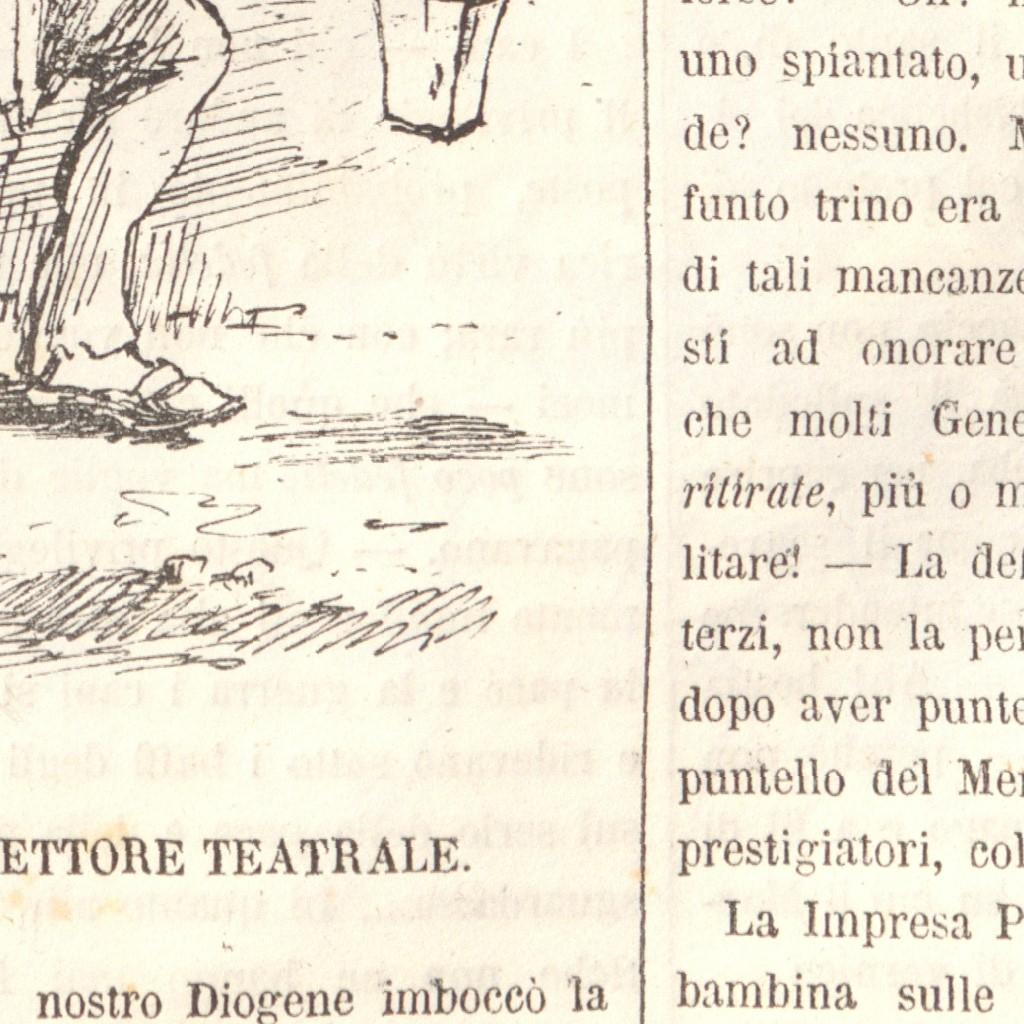 ETTORE TEATRALE.
nostro Diogene imboccò la
uno spiantato,
de? nessuno.
funto trino era
di tali mancanze
sti ad onorare
che molti Gene
ritirate, più o m
litare! — La de
terzi, non la per
dopo aver punte
puntello del Me
prestigiatori, col
La Impresa P
bambina sulle